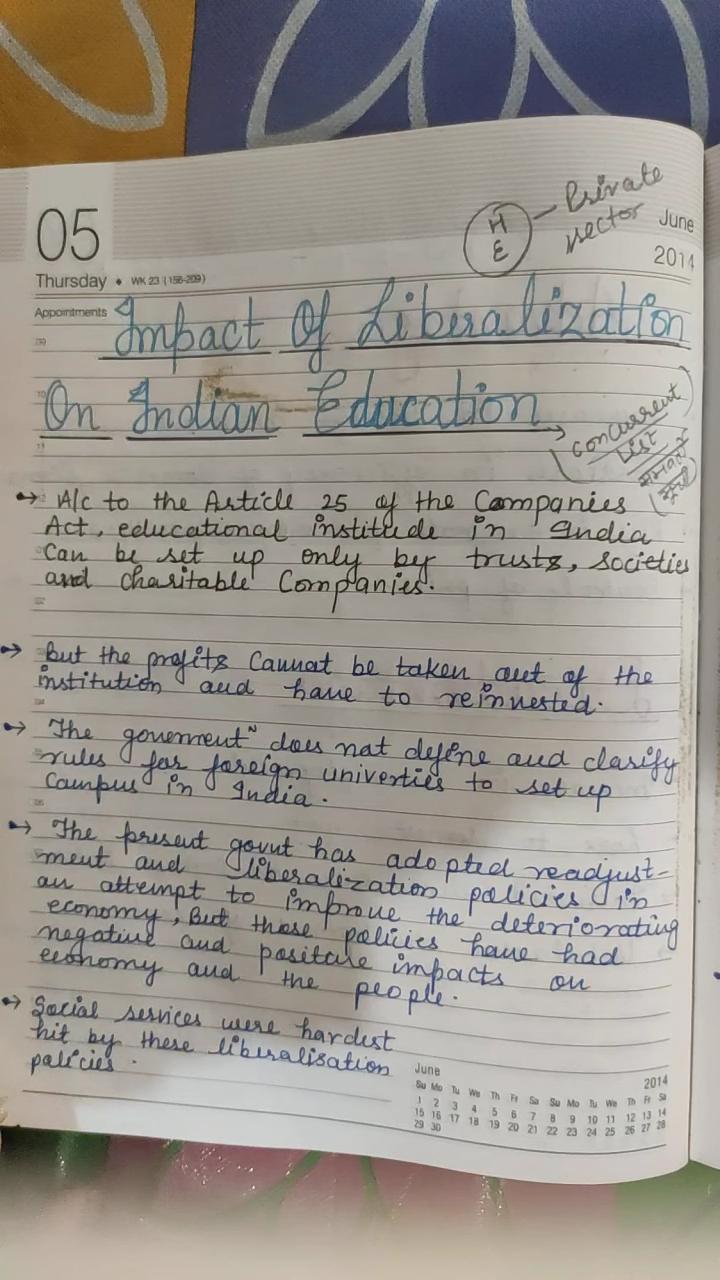 05
Thursday • WK 23 (156-209)
H
E
- Private
sector
June
2014
Appointments
Impact Of Liberalization
On Indian Education
Concurrent
List
समवर्ती
सूची
→ A/c to the Article 25 of the Companies
Act, educational institude in India
Can be set up only by trusts, societies
and charitable Companies.
→ But the profits Cannot be taken out of the
institution and have to reinvested.
→ The government does not define and clarify
rules for foreign univerties to set up
Campus in India.
→ The present govnt has adopted readjust-
ment and liberalization policies in
an attempt to improve the deteriorating
economy, But these policies have had
negative and positive impacts on
economy and the people.
→ Social services were hardest
hit by these liberalisation
policies.
June
2014
Su Mo Tu We Th Fr Sa Su Mo Tu We Th Fr Sa
1 2 3 4 5 6 7 8 9 10 11 12 13 14
15 16 17 18 19 20 21 22 23 24 25 26 27 28
29 30